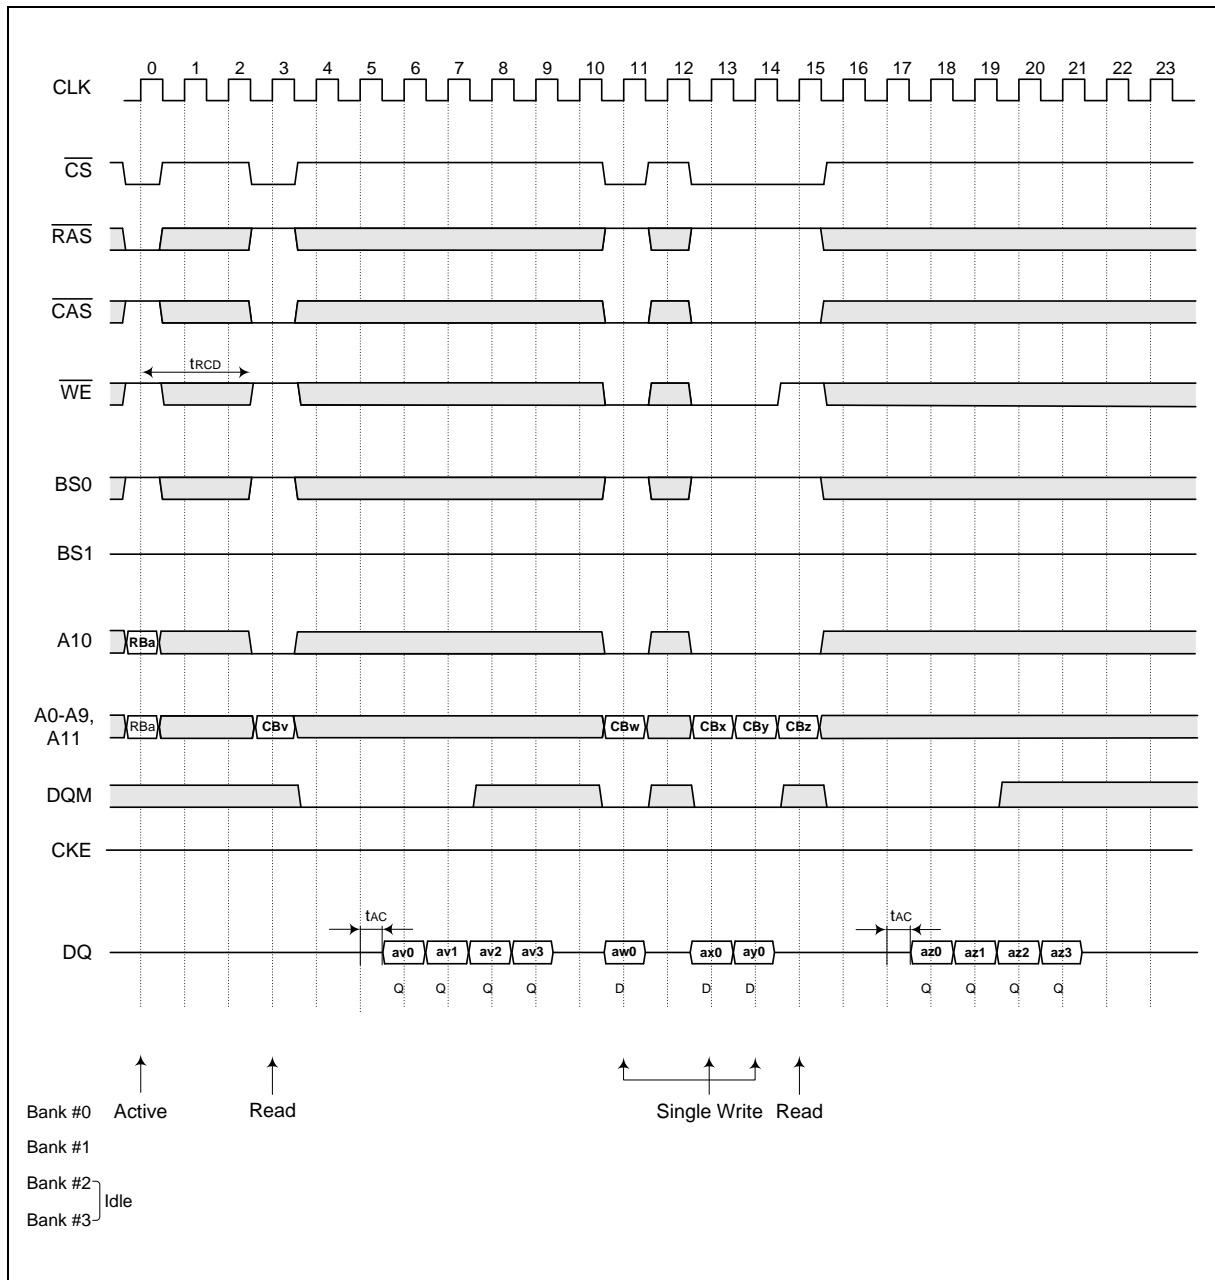 0 1 2 3 4 5 6 7 8 9 10 11 12 13 14 15 16 17 18 19 20 21 22 23
CLK
CS
RAS
CAS
tRCD
WE
BS0
BS1
A10 RBa
A0-A9,
A11
RBa CBv CBw CBx CBy CBz
DQM
CKE
tAC tAC
DQ av0 av1 av2 av3 aw0 ax0 ay0 az0 az1 az2 az3
Q Q Q Q D D D Q Q Q Q
Bank #0 Active Read Single Write Read
Bank #1
Bank #2
Idle
Bank #3